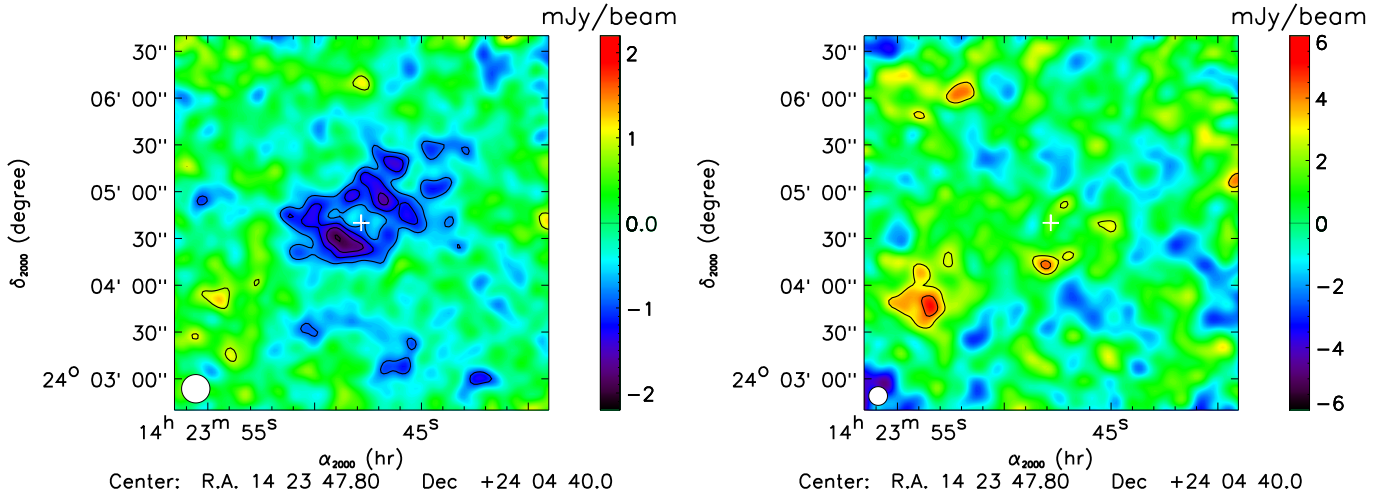 mJy/beam
30''
06' 00''
30''
05' 00''
30''
04' 00''
30''
24° 03' 00''
δ2000 (degree)
14h 23m 55s 45s
α2000 (hr)
Center: R.A. 14 23 47.80 Dec +24 04 40.0
2
1
0.0
−1
−2
mJy/beam
30''
06' 00''
30''
05' 00''
30''
04' 00''
30''
24° 03' 00''
δ2000 (degree)
14h 23m 55s 45s
α2000 (hr)
Center: R.A. 14 23 47.80 Dec +24 04 40.0
6
4
2
0
−2
−4
−6